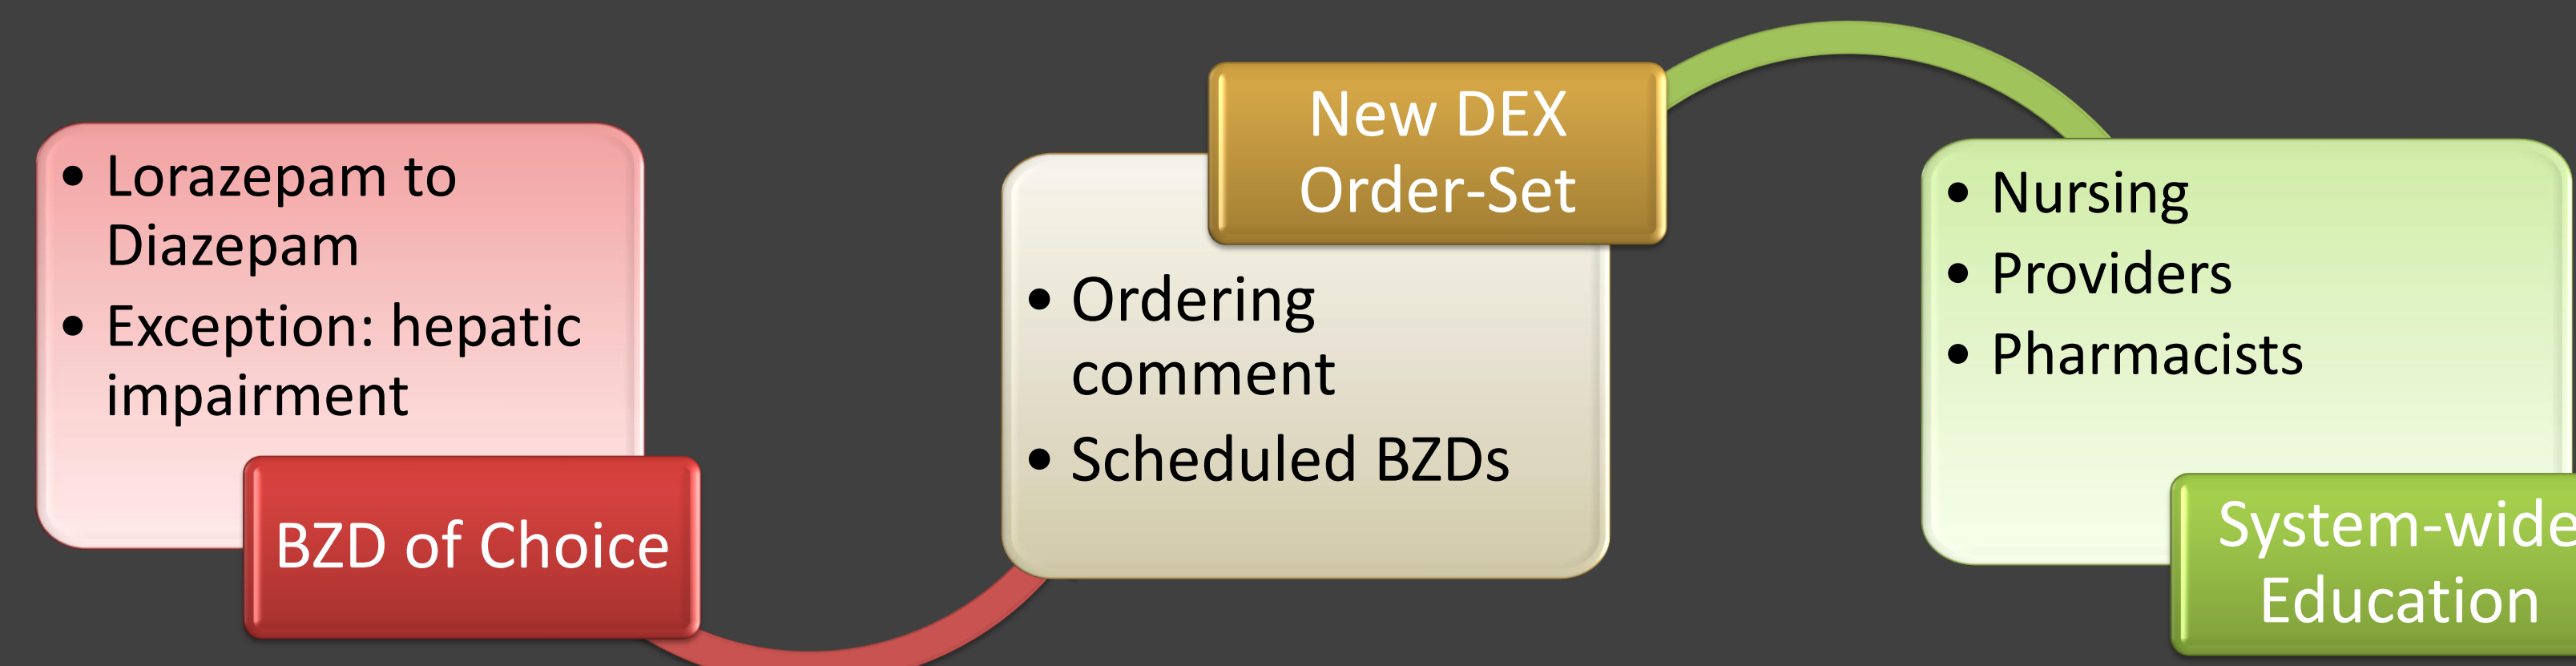 • Lorazepam to
Diazepam
• Exception: hepatic
impairment
BZD of Choice
New DEX
Order-Set
• Ordering
comment
• Scheduled BZDs
• Nursing
• Providers
• Pharmacists
System-wide
Education